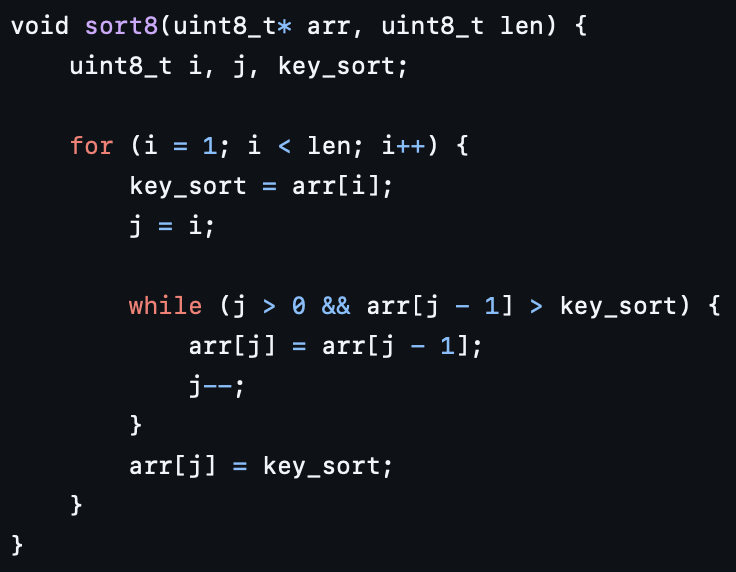 void sort8(uint8_t* arr, uint8_t len) {
    uint8_t i, j, key_sort;

    for (i = 1; i < len; i++) {
        key_sort = arr[i];
        j = i;

        while (j > 0 && arr[j - 1] > key_sort) {
            arr[j] = arr[j - 1];
            j--;
        }
        arr[j] = key_sort;
    }
}